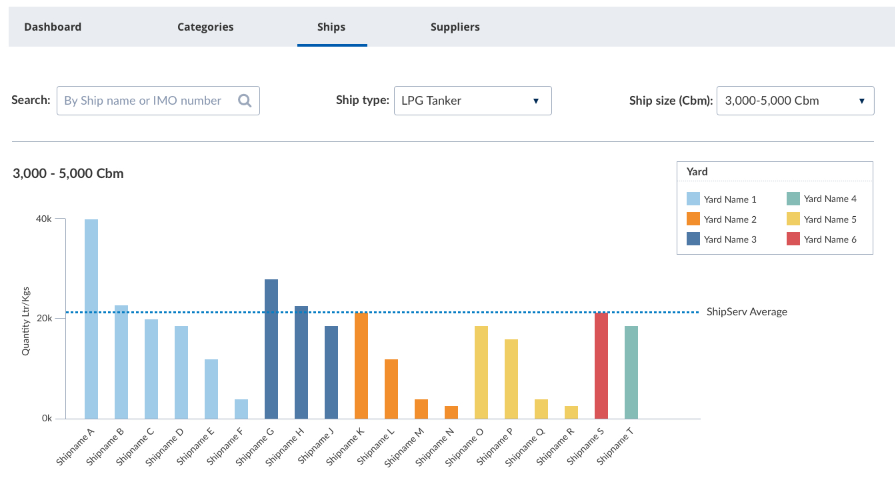 Dashboard Categories Ships Suppliers
Search: By Ship name or IMO number Ship type: LPG Tanker Ship size (Cbm): 3,000-5,000 Cbm
3,000 - 5,000 Cbm
Yard
Yard Name 1 Yard Name 4
Yard Name 2 Yard Name 5
Yard Name 3 Yard Name 6
40k
20k
0k
Quantity Ltr/Kgs
ShipServ Average
Shipname A
Shipname B
Shipname C
Shipname D
Shipname E
Shipname F
Shipname G
Shipname H
Shipname J
Shipname K
Shipname L
Shipname M
Shipname N
Shipname O
Shipname P
Shipname Q
Shipname R
Shipname S
Shipname T